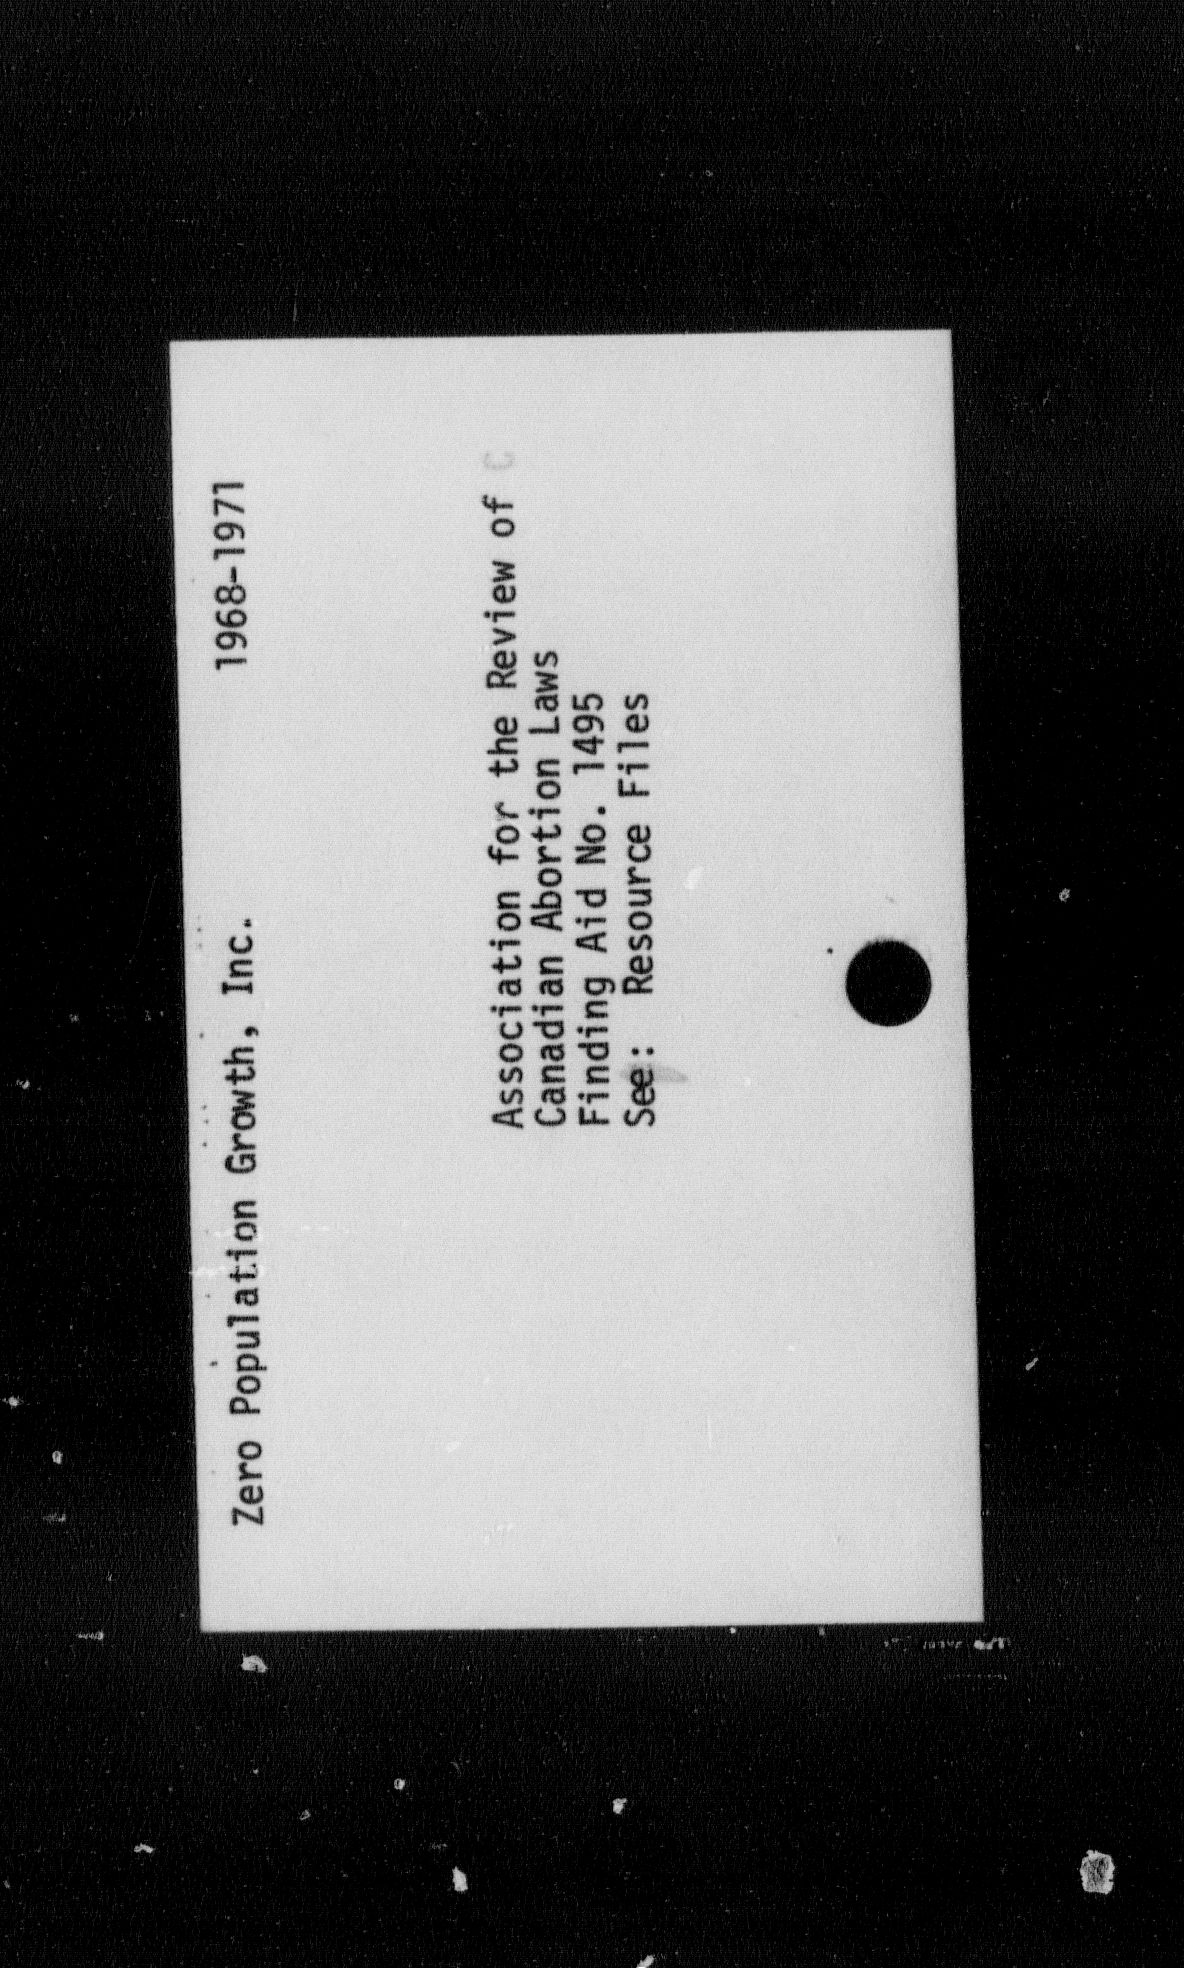 Zero Population Growth, Inc. 1968-1971
Association for the Review of
Canadian Abortion Laws
Finding Aid No. 1495
See: Resource Files